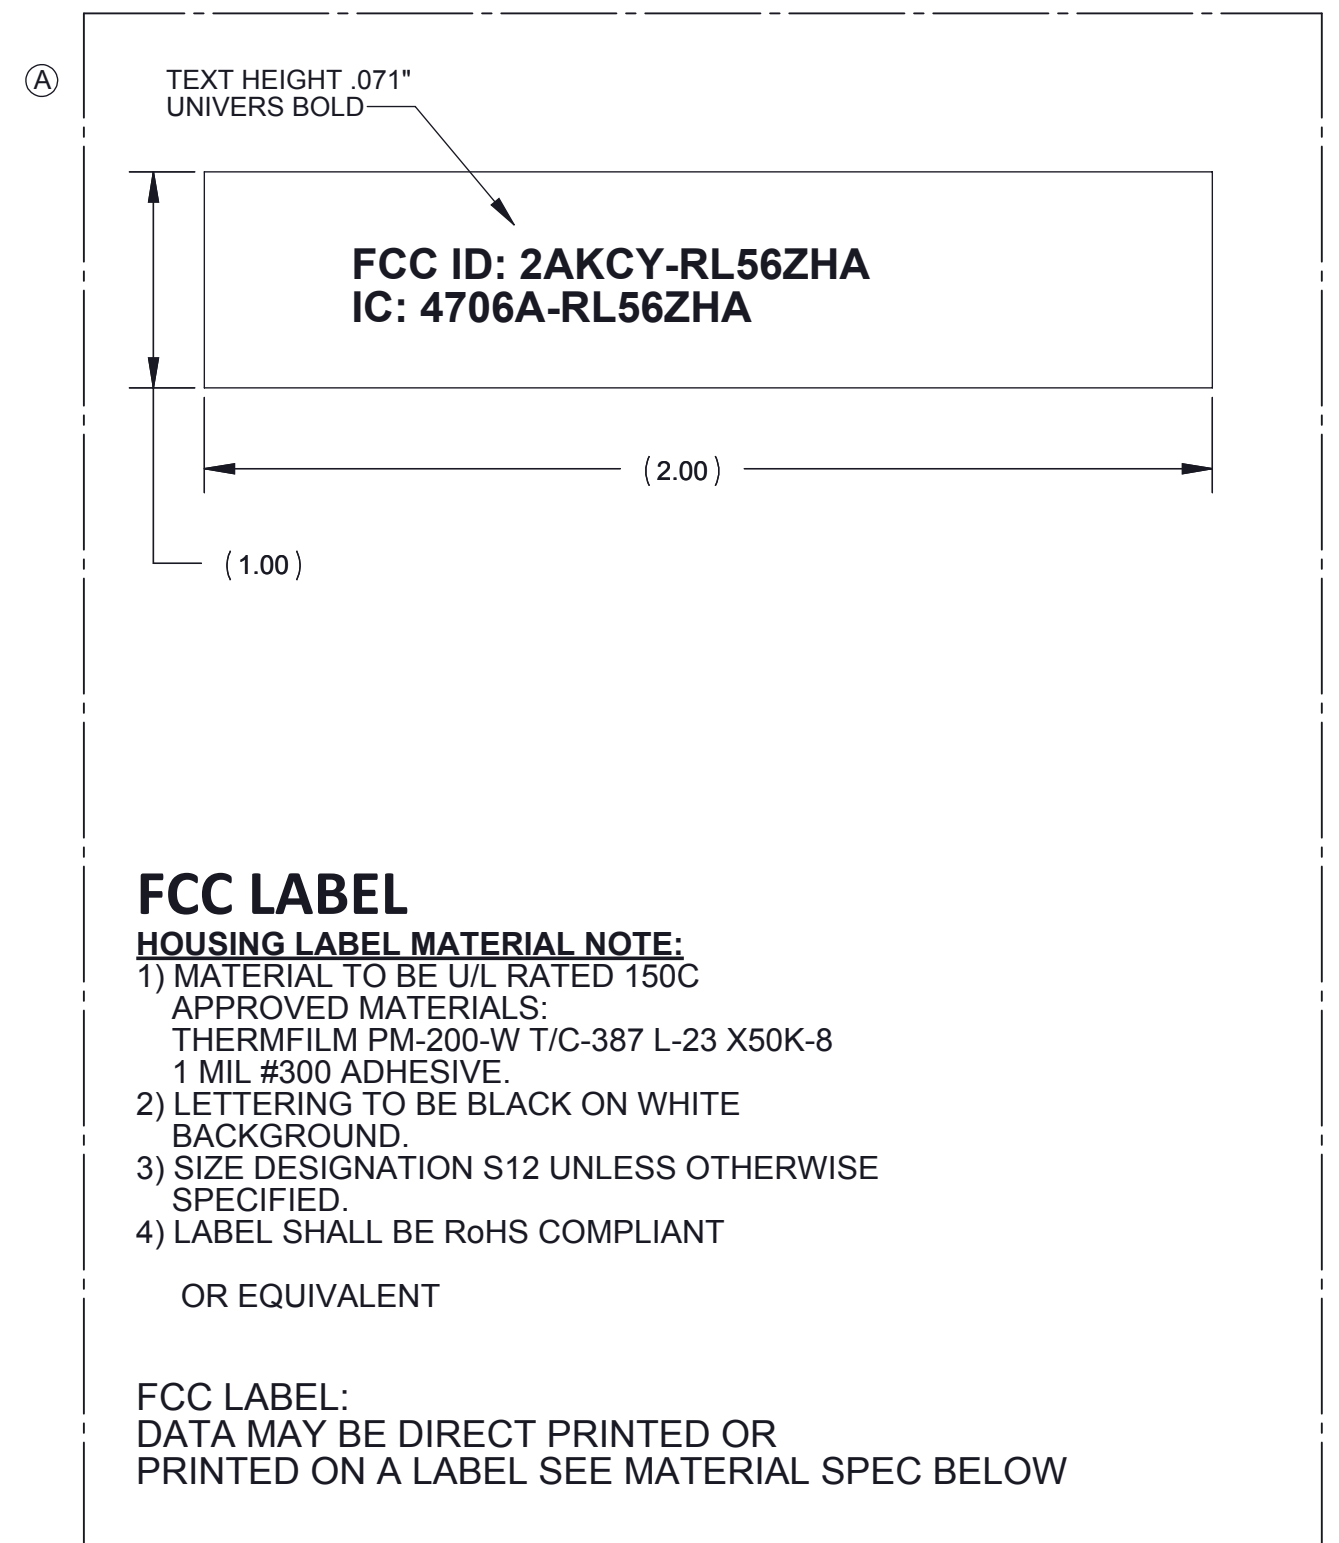 A
TEXT HEIGHT .071"
UNIVERS BOLD
FCC ID: 2AKCY-RL56ZHA
IC: 4706A-RL56ZHA
(2.00)
(1.00)
FCC LABEL
HOUSING LABEL MATERIAL NOTE:
1) MATERIAL TO BE U/L RATED 150C
APPROVED MATERIALS:
THERMFILM PM-200-W T/C-387 L-23 X50K-8
1 MIL #300 ADHESIVE.
2) LETTERING TO BE BLACK ON WHITE
BACKGROUND.
3) SIZE DESIGNATION S12 UNLESS OTHERWISE
SPECIFIED.
4) LABEL SHALL BE RoHS COMPLIANT
OR EQUIVALENT
FCC LABEL:
DATA MAY BE DIRECT PRINTED OR
PRINTED ON A LABEL SEE MATERIAL SPEC BELOW